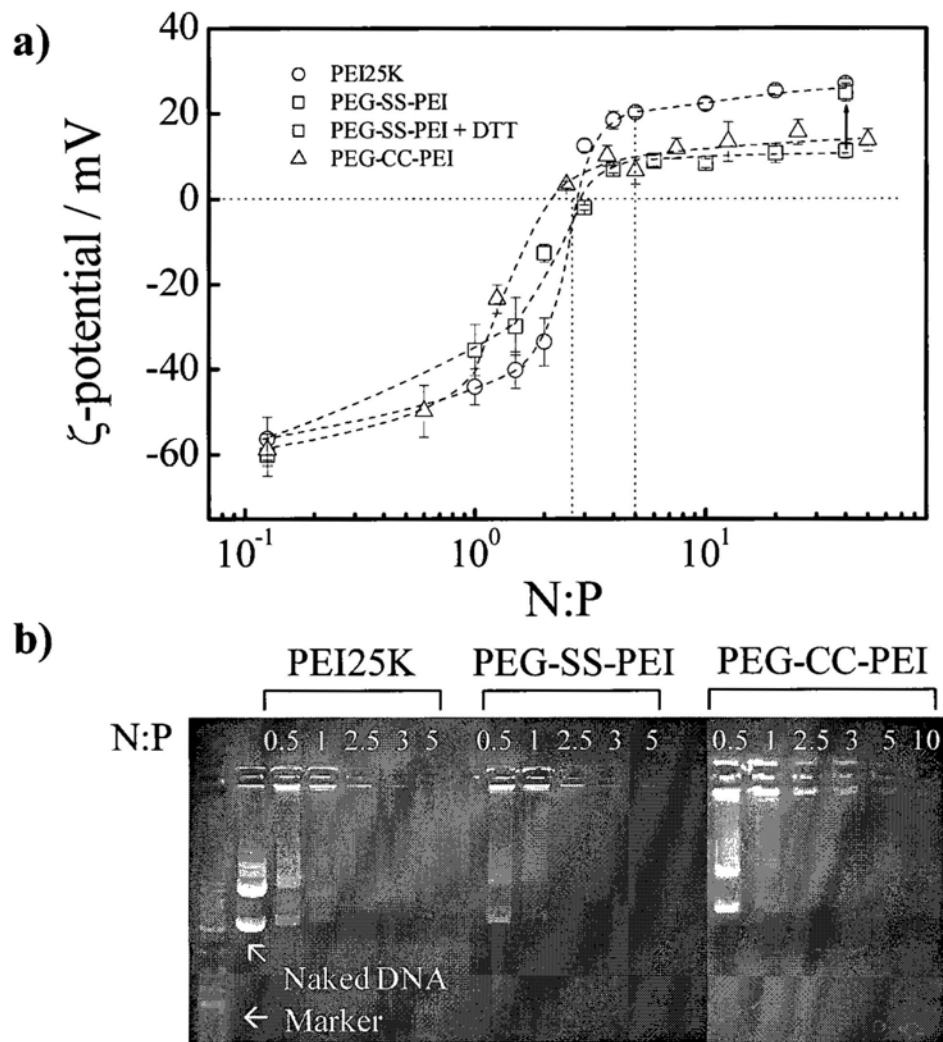 a)
40
20
0
-20
-40
-60
ζ-potential / mV
PEI25K
PEG-SS-PEI
PEG-SS-PEI + DTT
PEG-CC-PEI
10⁻¹ 10⁰ 10¹
N:P
b)
PEI25K PEG-SS-PEI PEG-CC-PEI
N:P 0.5 1 2.5 3 5 0.5 1 2.5 3 5 0.5 1 2.5 3 5 10
Naked DNA
Marker